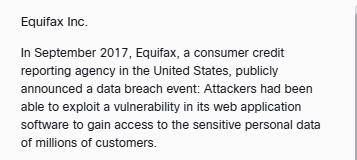 Equifax Inc.
In September 2017, Equifax, a consumer credit
reporting agency in the United States, publicly
announced a data breach event: Attackers had been
able to exploit a vulnerability in its web application
software to gain access to the sensitive personal data
of millions of customers.